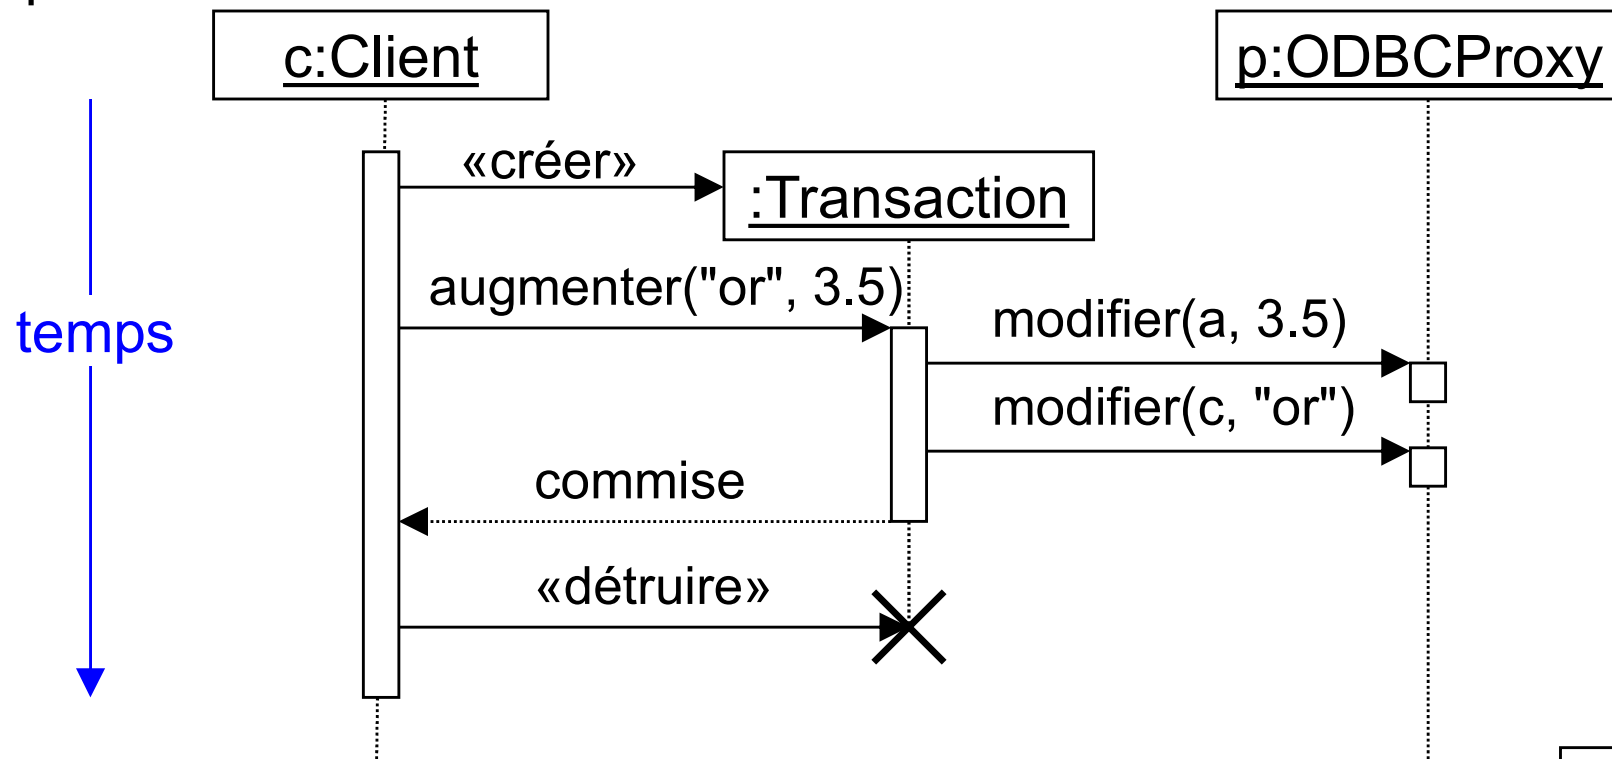 c:Client
p:ODBCProxy
«créer»
:Transaction
augmenter("or", 3.5)
modifier(a, 3.5)
temps
modifier(c, "or")
commise
«détruire»